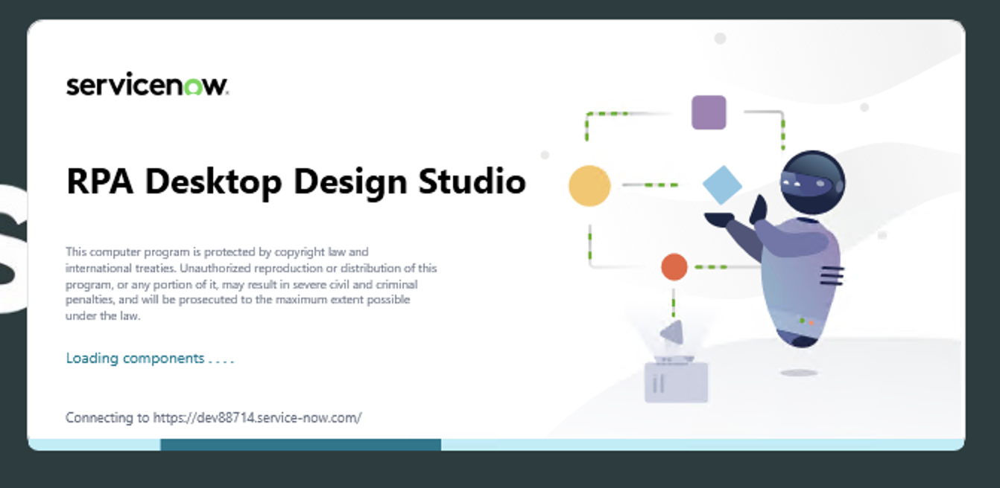 servicenow.
RPA Desktop Design Studio
This computer program is protected by copyright law and
international treaties. Unauthorized reproduction or distribution of this
program, or any portion of it, may result in severe civil and criminal
penalties, and will be prosecuted to the maximum extent possible
under the law.
Loading components . . . .
Connecting to https://dev88714.service-now.com/